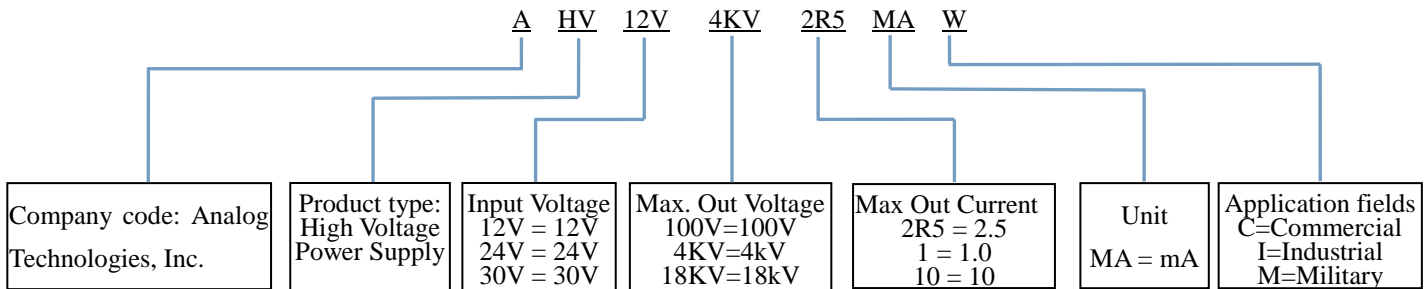 A HV 12V 4KV 2R5 MA W
Company code: Analog
Technologies, Inc.
Product type:
High Voltage
Power Supply
Input Voltage
12V = 12V
24V = 24V
30V = 30V
Max. Out Voltage
100V=100V
4KV=4kV
18KV=18kV
Max Out Current
2R5 = 2.5
1 = 1.0
10 = 10
Unit
MA = mA
Application fields
C=Commercial
I=Industrial
M=Military